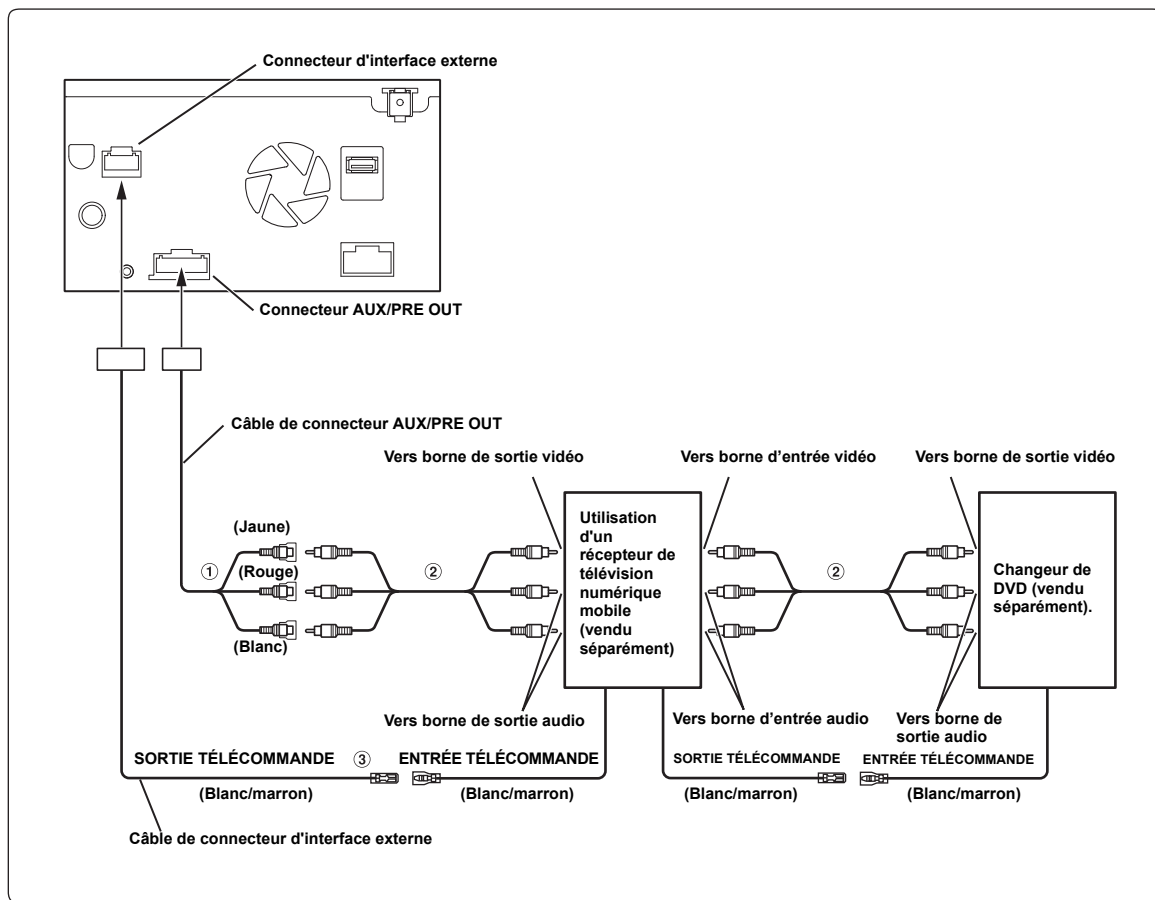 Connecteur d'interface externe
Connecteur AUX/PRE OUT
Câble de connecteur AUX/PRE OUT
Vers borne de sortie vidéo
Vers borne d’entrée vidéo
Vers borne de sortie vidéo
(Jaune)
①
(Rouge)
(Blanc)
②
Utilisation
d'un
récepteur de
télévision
numérique
mobile
(vendu
séparément)
②
Changeur de
DVD (vendu
séparément).
Vers borne de sortie audio
Vers borne d’entrée audio
Vers borne de
sortie audio
SORTIE TÉLÉCOMMANDE
③
ENTRÉE TÉLÉCOMMANDE
SORTIE TÉLÉCOMMANDE
ENTRÉE TÉLÉCOMMANDE
(Blanc/marron)
(Blanc/marron)
(Blanc/marron)
(Blanc/marron)
Câble de connecteur d'interface externe